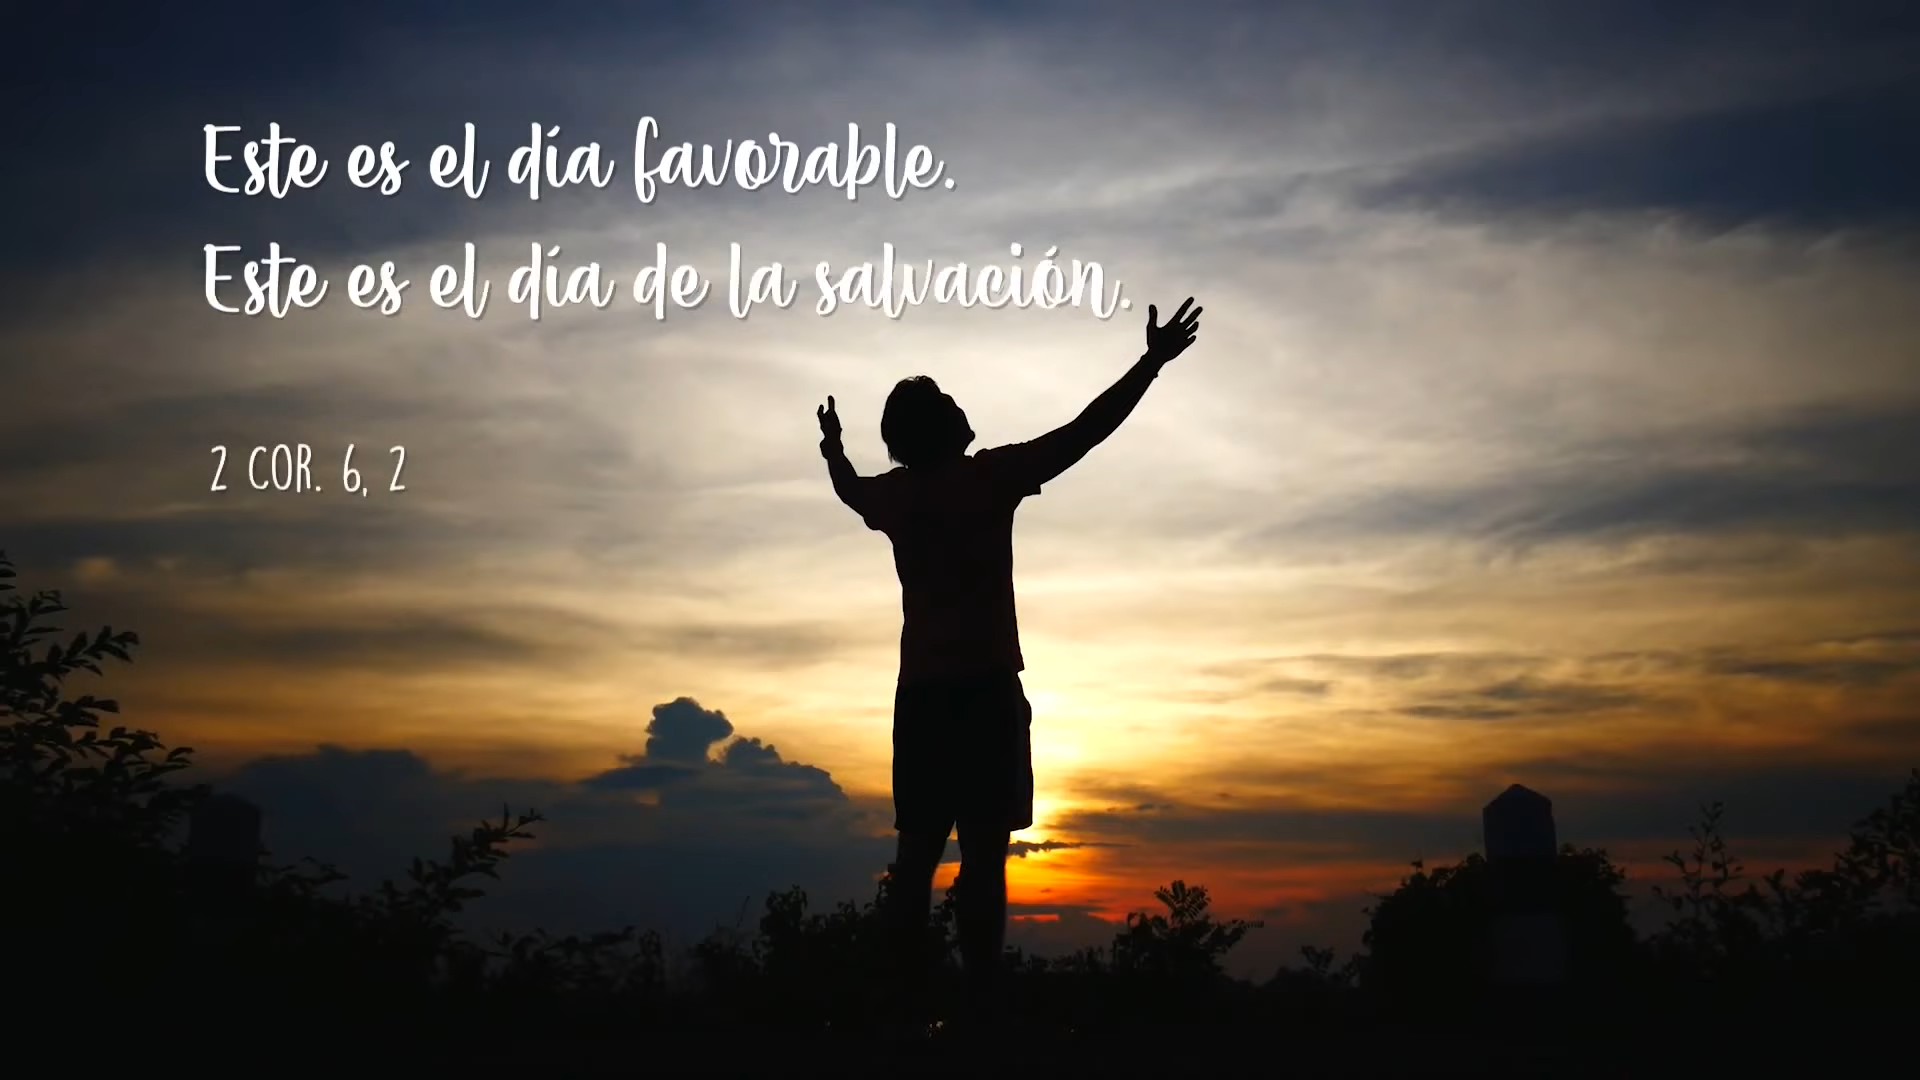 Este es el día favorable.
Este es el día de la salvación.
2 COR. 6, 2